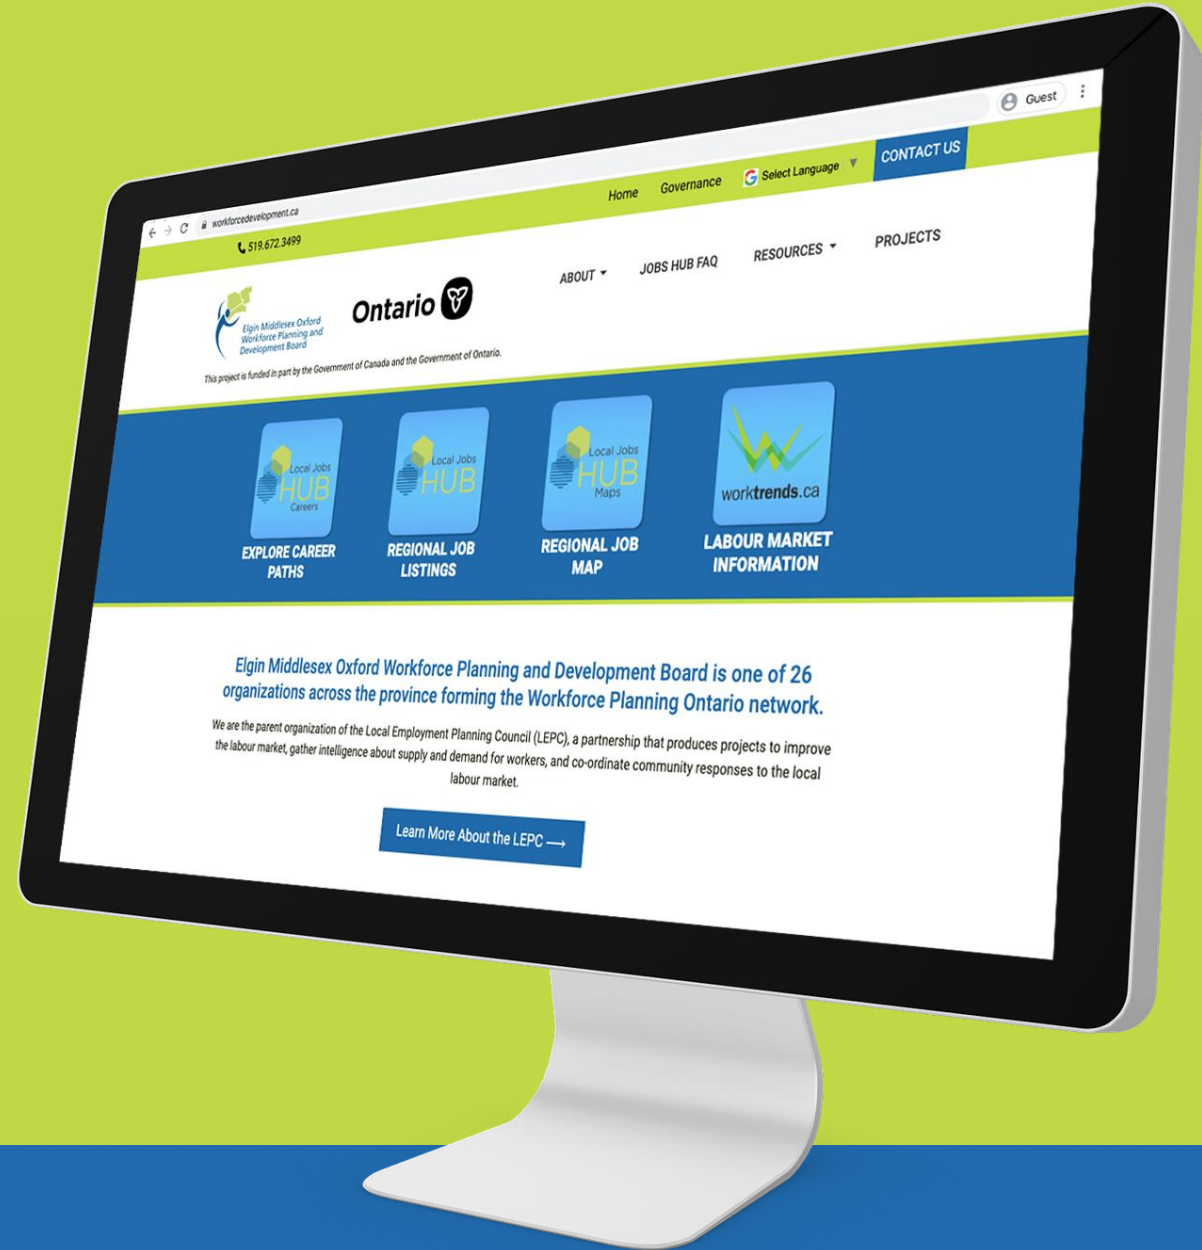 Guest
workforcedevelopment.ca
519.672.3499
Home Governance Select Language CONTACT US
Elgin Middlesex Oxford
Workforce Planning and
Development Board
Ontario
ABOUT JOBS HUB FAQ RESOURCES PROJECTS
This project is funded in part by the Government of Canada and the Government of Ontario.
Local Jobs
HUB
Careers
EXPLORE CAREER
PATHS
Local Jobs
HUB
REGIONAL JOB
LISTINGS
Local Jobs
HUB
Maps
REGIONAL JOB
MAP
worktrends.ca
LABOUR MARKET
INFORMATION
Elgin Middlesex Oxford Workforce Planning and Development Board is one of 26
organizations across the province forming the Workforce Planning Ontario network.
We are the parent organization of the Local Employment Planning Council (LEPC), a partnership that produces projects to improve
the labour market, gather intelligence about supply and demand for workers, and co-ordinate community responses to the local
labour market.
Learn More About the LEPC ⟶